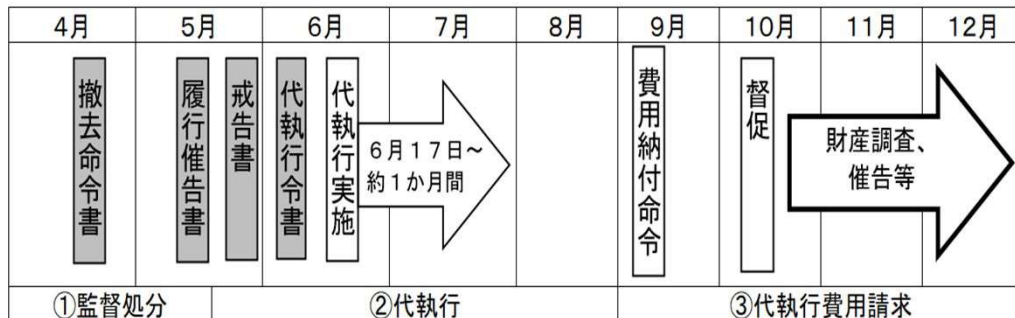 4月 5月 6月 7月 8月 9月 10月 11月 12月
撤去命令書
履行催告書
戒告書
代執行令書
代執行実施
６月１７日～
約１か月間
費用納付命令
督促
財産調査、
催告等
①監督処分 ②代執行 ③代執行費用請求